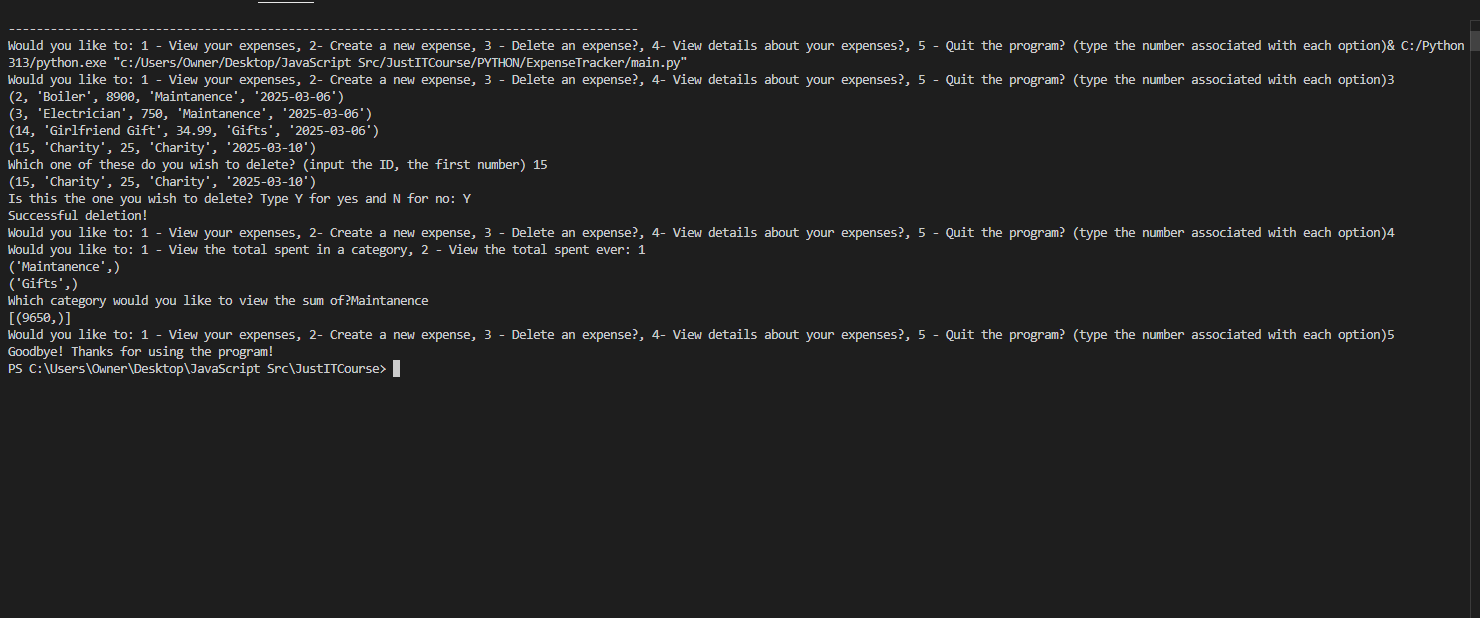 ------------------------------------------------------------------------------------------
Would you like to: 1 - View your expenses, 2- Create a new expense, 3 - Delete an expense?, 4- View details about your expenses?, 5 - Quit the program? (type the number associated with each option)& C:/Python
313/python.exe "c:/Users/Owner/Desktop/JavaScript Src/JustITCourse/PYTHON/ExpenseTracker/main.py"
Would you like to: 1 - View your expenses, 2- Create a new expense, 3 - Delete an expense?, 4- View details about your expenses?, 5 - Quit the program? (type the number associated with each option)3
(2, 'Boiler', 8900, 'Maintanence', '2025-03-06')
(3, 'Electrician', 750, 'Maintanence', '2025-03-06')
(14, 'Girlfriend Gift', 34.99, 'Gifts', '2025-03-06')
(15, 'Charity', 25, 'Charity', '2025-03-10')
Which one of these do you wish to delete? (input the ID, the first number) 15
(15, 'Charity', 25, 'Charity', '2025-03-10')
Is this the one you wish to delete? Type Y for yes and N for no: Y
Successful deletion!
Would you like to: 1 - View your expenses, 2- Create a new expense, 3 - Delete an expense?, 4- View details about your expenses?, 5 - Quit the program? (type the number associated with each option)4
Would you like to: 1 - View the total spent in a category, 2 - View the total spent ever: 1
('Maintanence',)
('Gifts',)
Which category would you like to view the sum of?Maintanence
[(9650,)]
Would you like to: 1 - View your expenses, 2- Create a new expense, 3 - Delete an expense?, 4- View details about your expenses?, 5 - Quit the program? (type the number associated with each option)5
Goodbye! Thanks for using the program!
PS C:\Users\Owner\Desktop\JavaScript Src\JustITCourse>